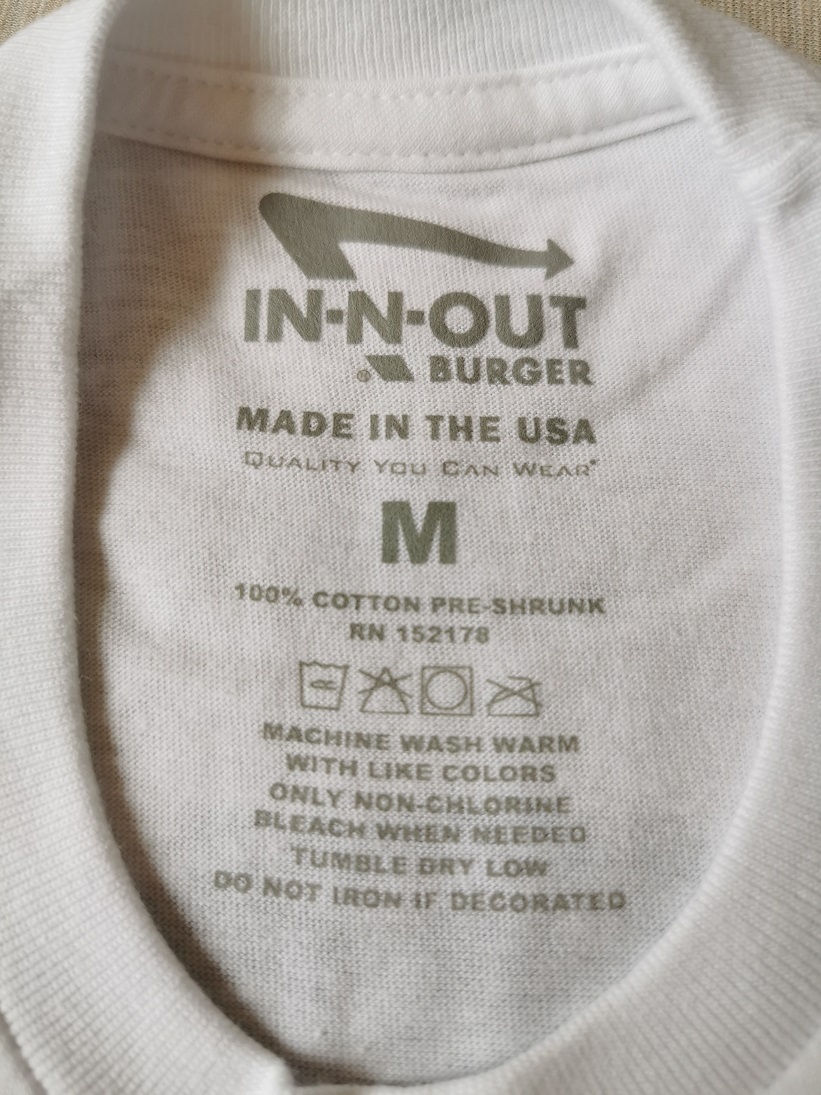 IN-N-OUT
® BURGER
MADE IN THE USA
QUALITY YOU CAN WEAR
M
100% COTTON PRE-SHRUNK
RN 152178
MACHINE WASH WARM
WITH LIKE COLORS
ONLY NON-CHLORINE
BLEACH WHEN NEEDED
TUMBLE DRY LOW
DO NOT IRON IF DECORATED